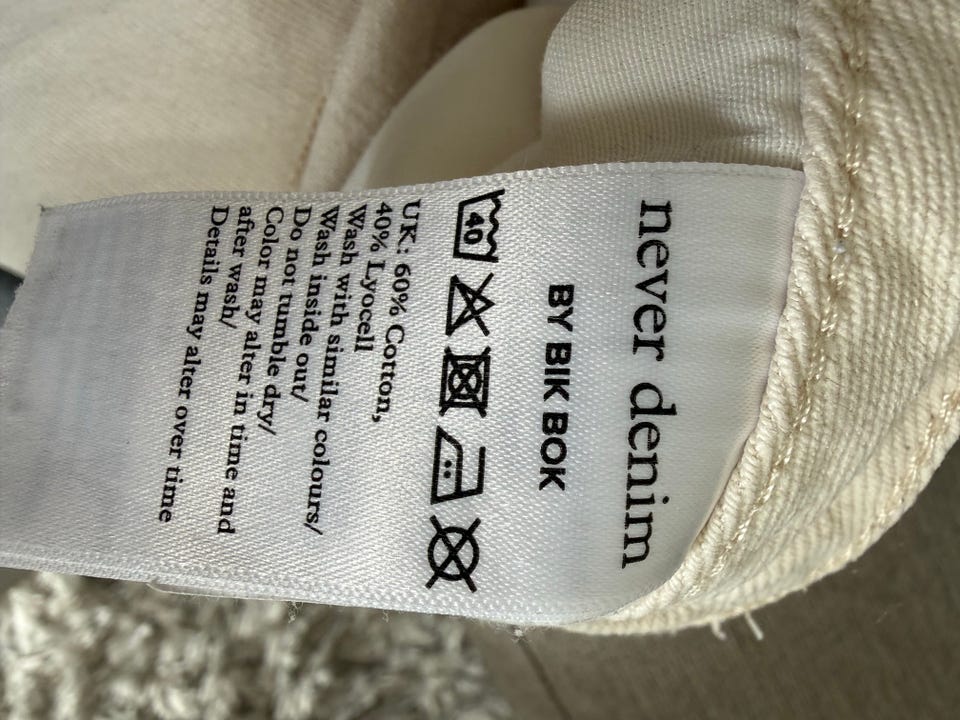 never denim
BY BIK BOK
40
UK: 60% Cotton,
40% Lyocell
Wash with similar colours/
Wash inside out/
Do not tumble dry/
Color may alter in time and
after wash/
Details may alter over time